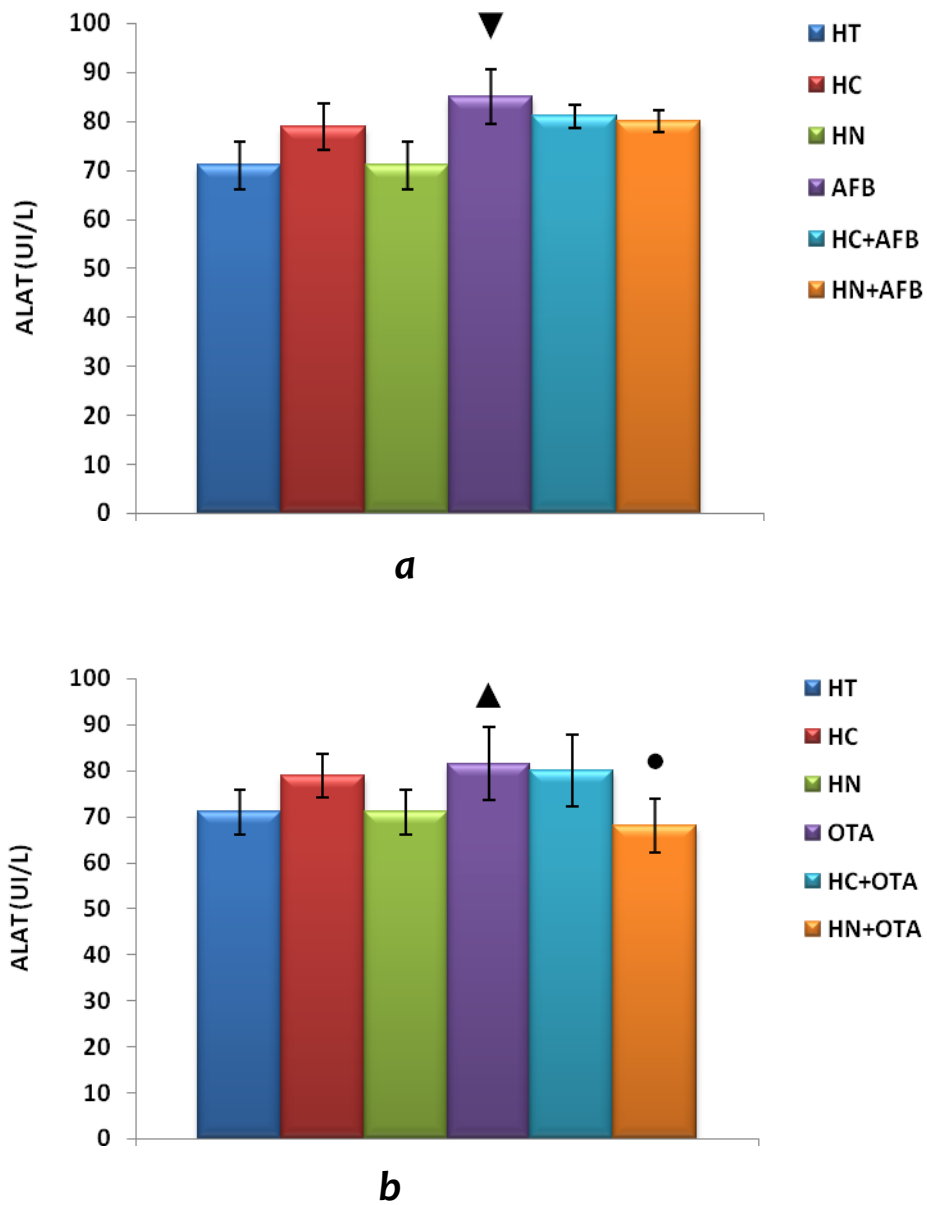 100
90
80
70
60
50
40
30
20
10
0
ALAT (UI/L)
HT
HC
HN
AFB
HC+AFB
HN+AFB
a
100
90
80
70
60
50
40
30
20
10
0
ALAT (UI/L)
HT
HC
HN
OTA
HC+OTA
HN+OTA
b